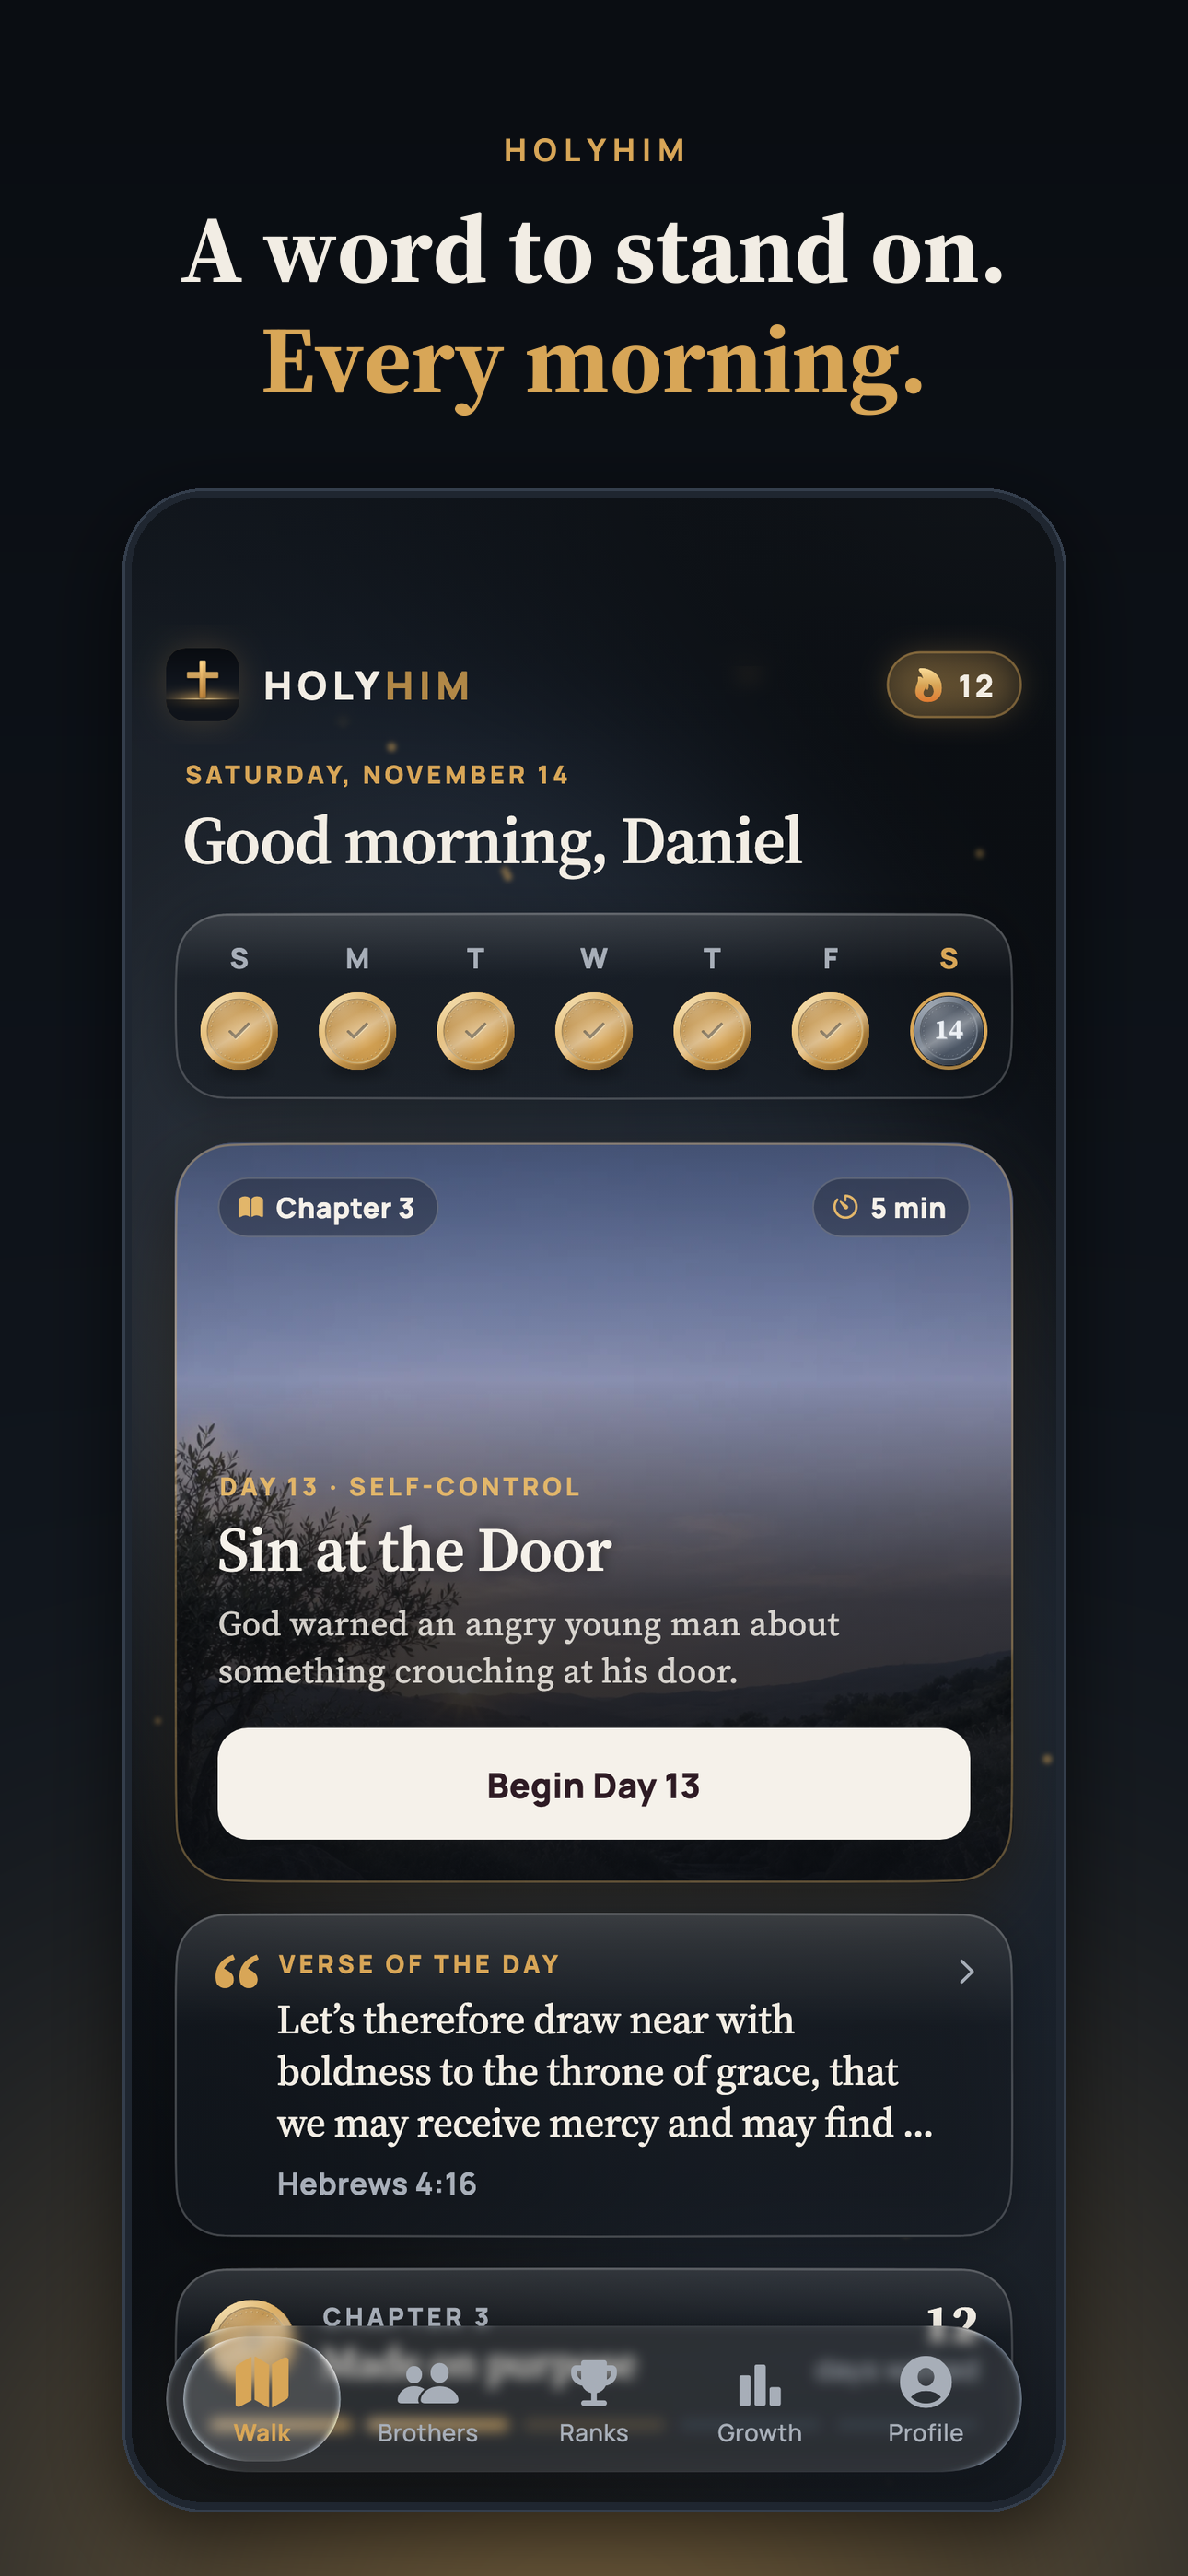 HOLYHIM
A word to stand on.
Every morning.
HOLYHIM
12
SATURDAY, NOVEMBER 14
Good morning, Daniel
S M T W T F S
14
Chapter 3
5 min
DAY 13 · SELF-CONTROL
Sin at the Door
God warned an angry young man about
something crouching at his door.
Begin Day 13
VERSE OF THE DAY
Let’s therefore draw near with
boldness to the throne of grace, that
we may receive mercy and may find ...
Hebrews 4:16
CHAPTER 3
12
Made on purpose
Walk
Brothers
Ranks
Growth
Profile